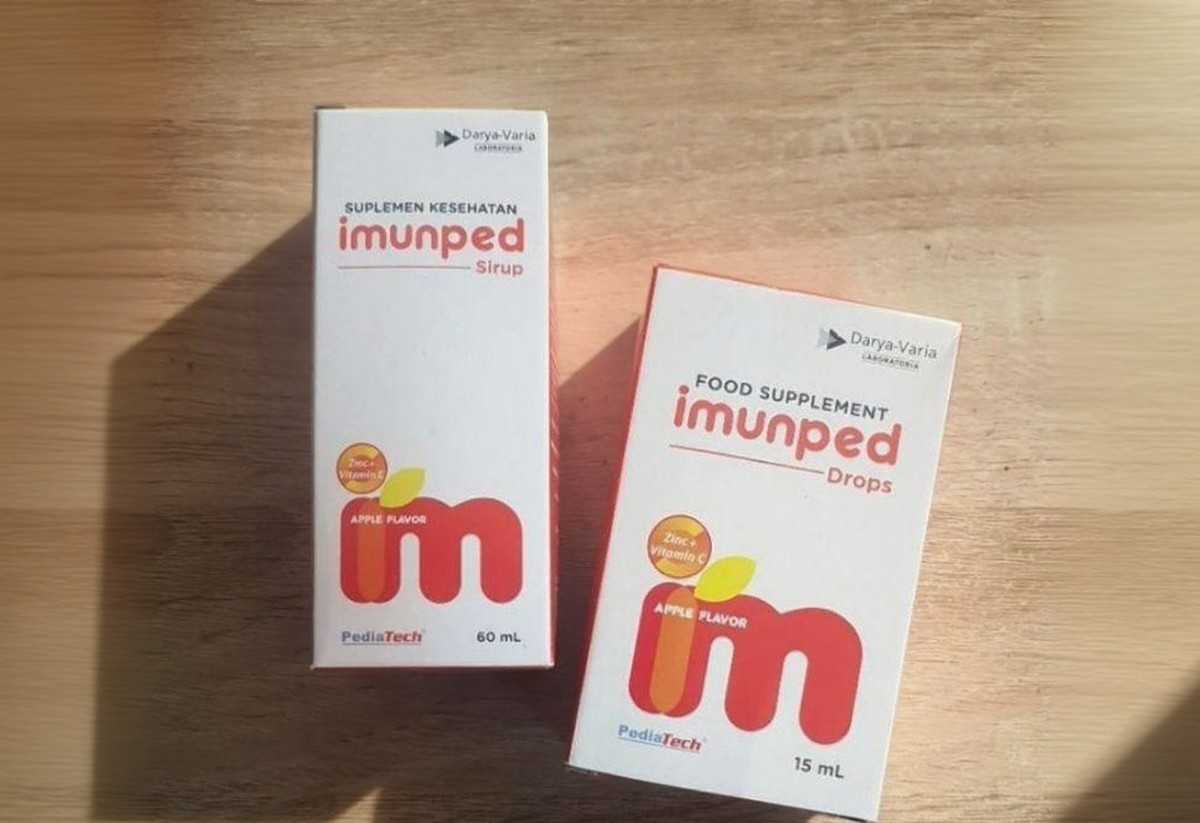 Darya-Varia
LABORATORIA
SUPLEMEN KESEHATAN
imunped
Sirup
Zinc+
Vitamin C
APPLE FLAVOR
im
PediaTech
60 mL
Darya-Varia
LABORATORIA
FOOD SUPPLEMENT
imunped
Drops
Zinc+
Vitamin C
APPLE FLAVOR
im
PediaTech
15 mL